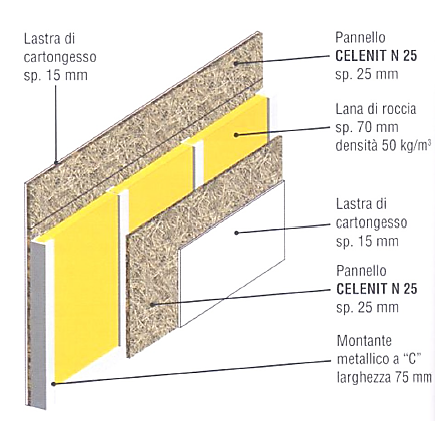 Lastra di
cartongesso
sp. 15 mm
Pannello
CELENIT N 25
sp. 25 mm
Lana di roccia
sp. 70 mm
densità 50 kg/m³
Lastra di
cartongesso
sp. 15 mm
Pannello
CELENIT N 25
sp. 25 mm
Montante
metallico a “C”
larghezza 75 mm